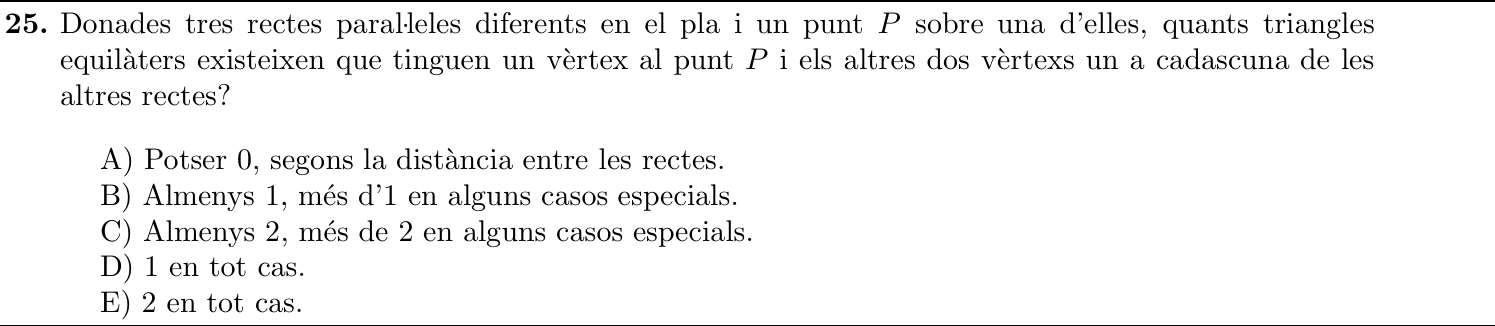 25. Donades tres rectes paral·leles diferents en el pla i un punt P sobre una d'elles, quants triangles
equilàters existeixen que tinguen un vèrtex al punt P i els altres dos vèrtexs un a cadascuna de les
altres rectes?
A) Potser 0, segons la distància entre les rectes.
B) Almenys 1, més d'1 en alguns casos especials.
C) Almenys 2, més de 2 en alguns casos especials.
D) 1 en tot cas.
E) 2 en tot cas.